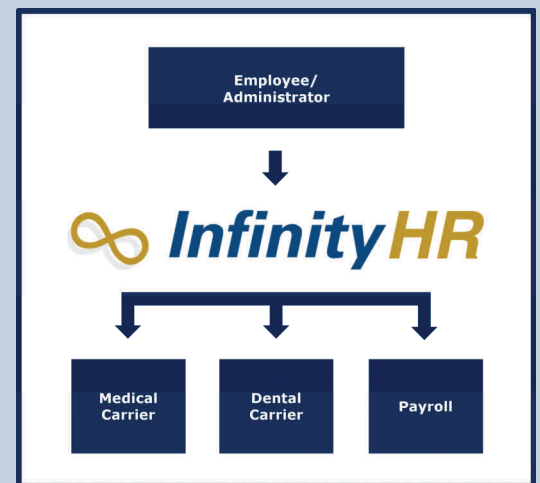 Employee/
Administrator
InfinityHR
Medical
Carrier
Dental
Carrier
Payroll